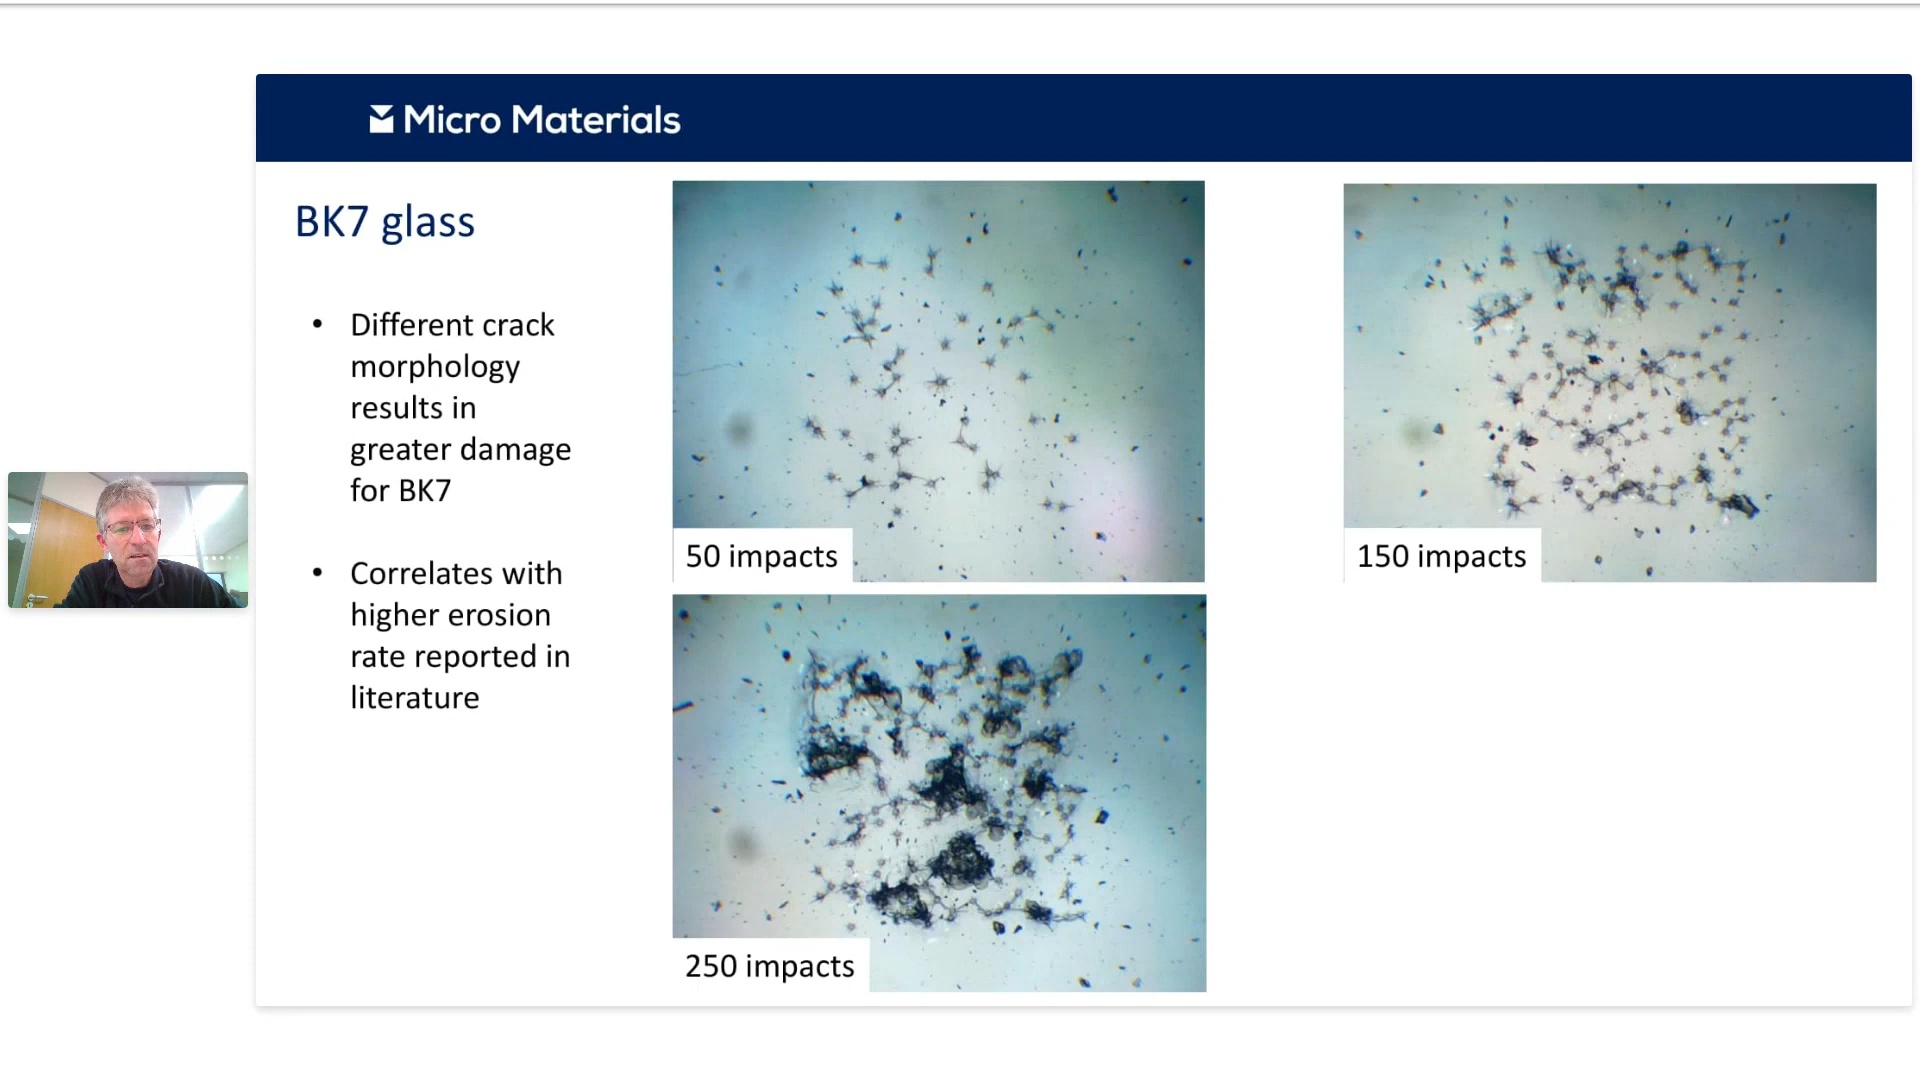 Micro Materials
BK7 glass
• Different crack
morphology
results in
greater damage
for BK7
• Correlates with
higher erosion
rate reported in
literature
50 impacts
150 impacts
250 impacts